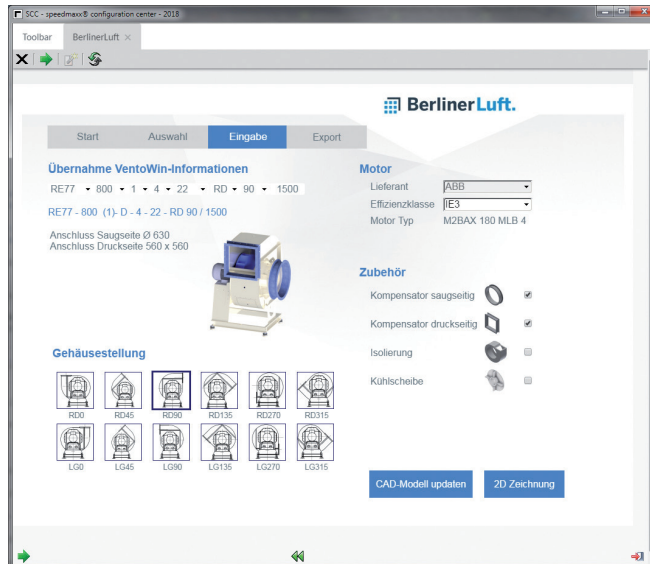 SCC - speedmaxx® configuration center - 2018
Toolbar BerlinerLuft ×
BerlinerLuft.
Start Auswahl Eingabe Export
Übernahme VentoWin-Informationen
RE77 800 1 4 22 RD 90 1500
RE77 - 800 (1)- D - 4 - 22 - RD 90 / 1500
Anschluss Saugseite Ø 630
Anschluss Druckseite 560 x 560
Motor
Lieferant ABB
Effizienzklasse IE3
Motor Typ M2BAX 180 MLB 4
Zubehör
Kompensator saugseitig
Kompensator druckseitig
Isolierung
Kühlscheibe
Gehäusestellung
RD0 RD45 RD90 RD135 RD270 RD315
LG0 LG45 LG90 LG135 LG270 LG315
CAD-Modell updaten 2D Zeichnung